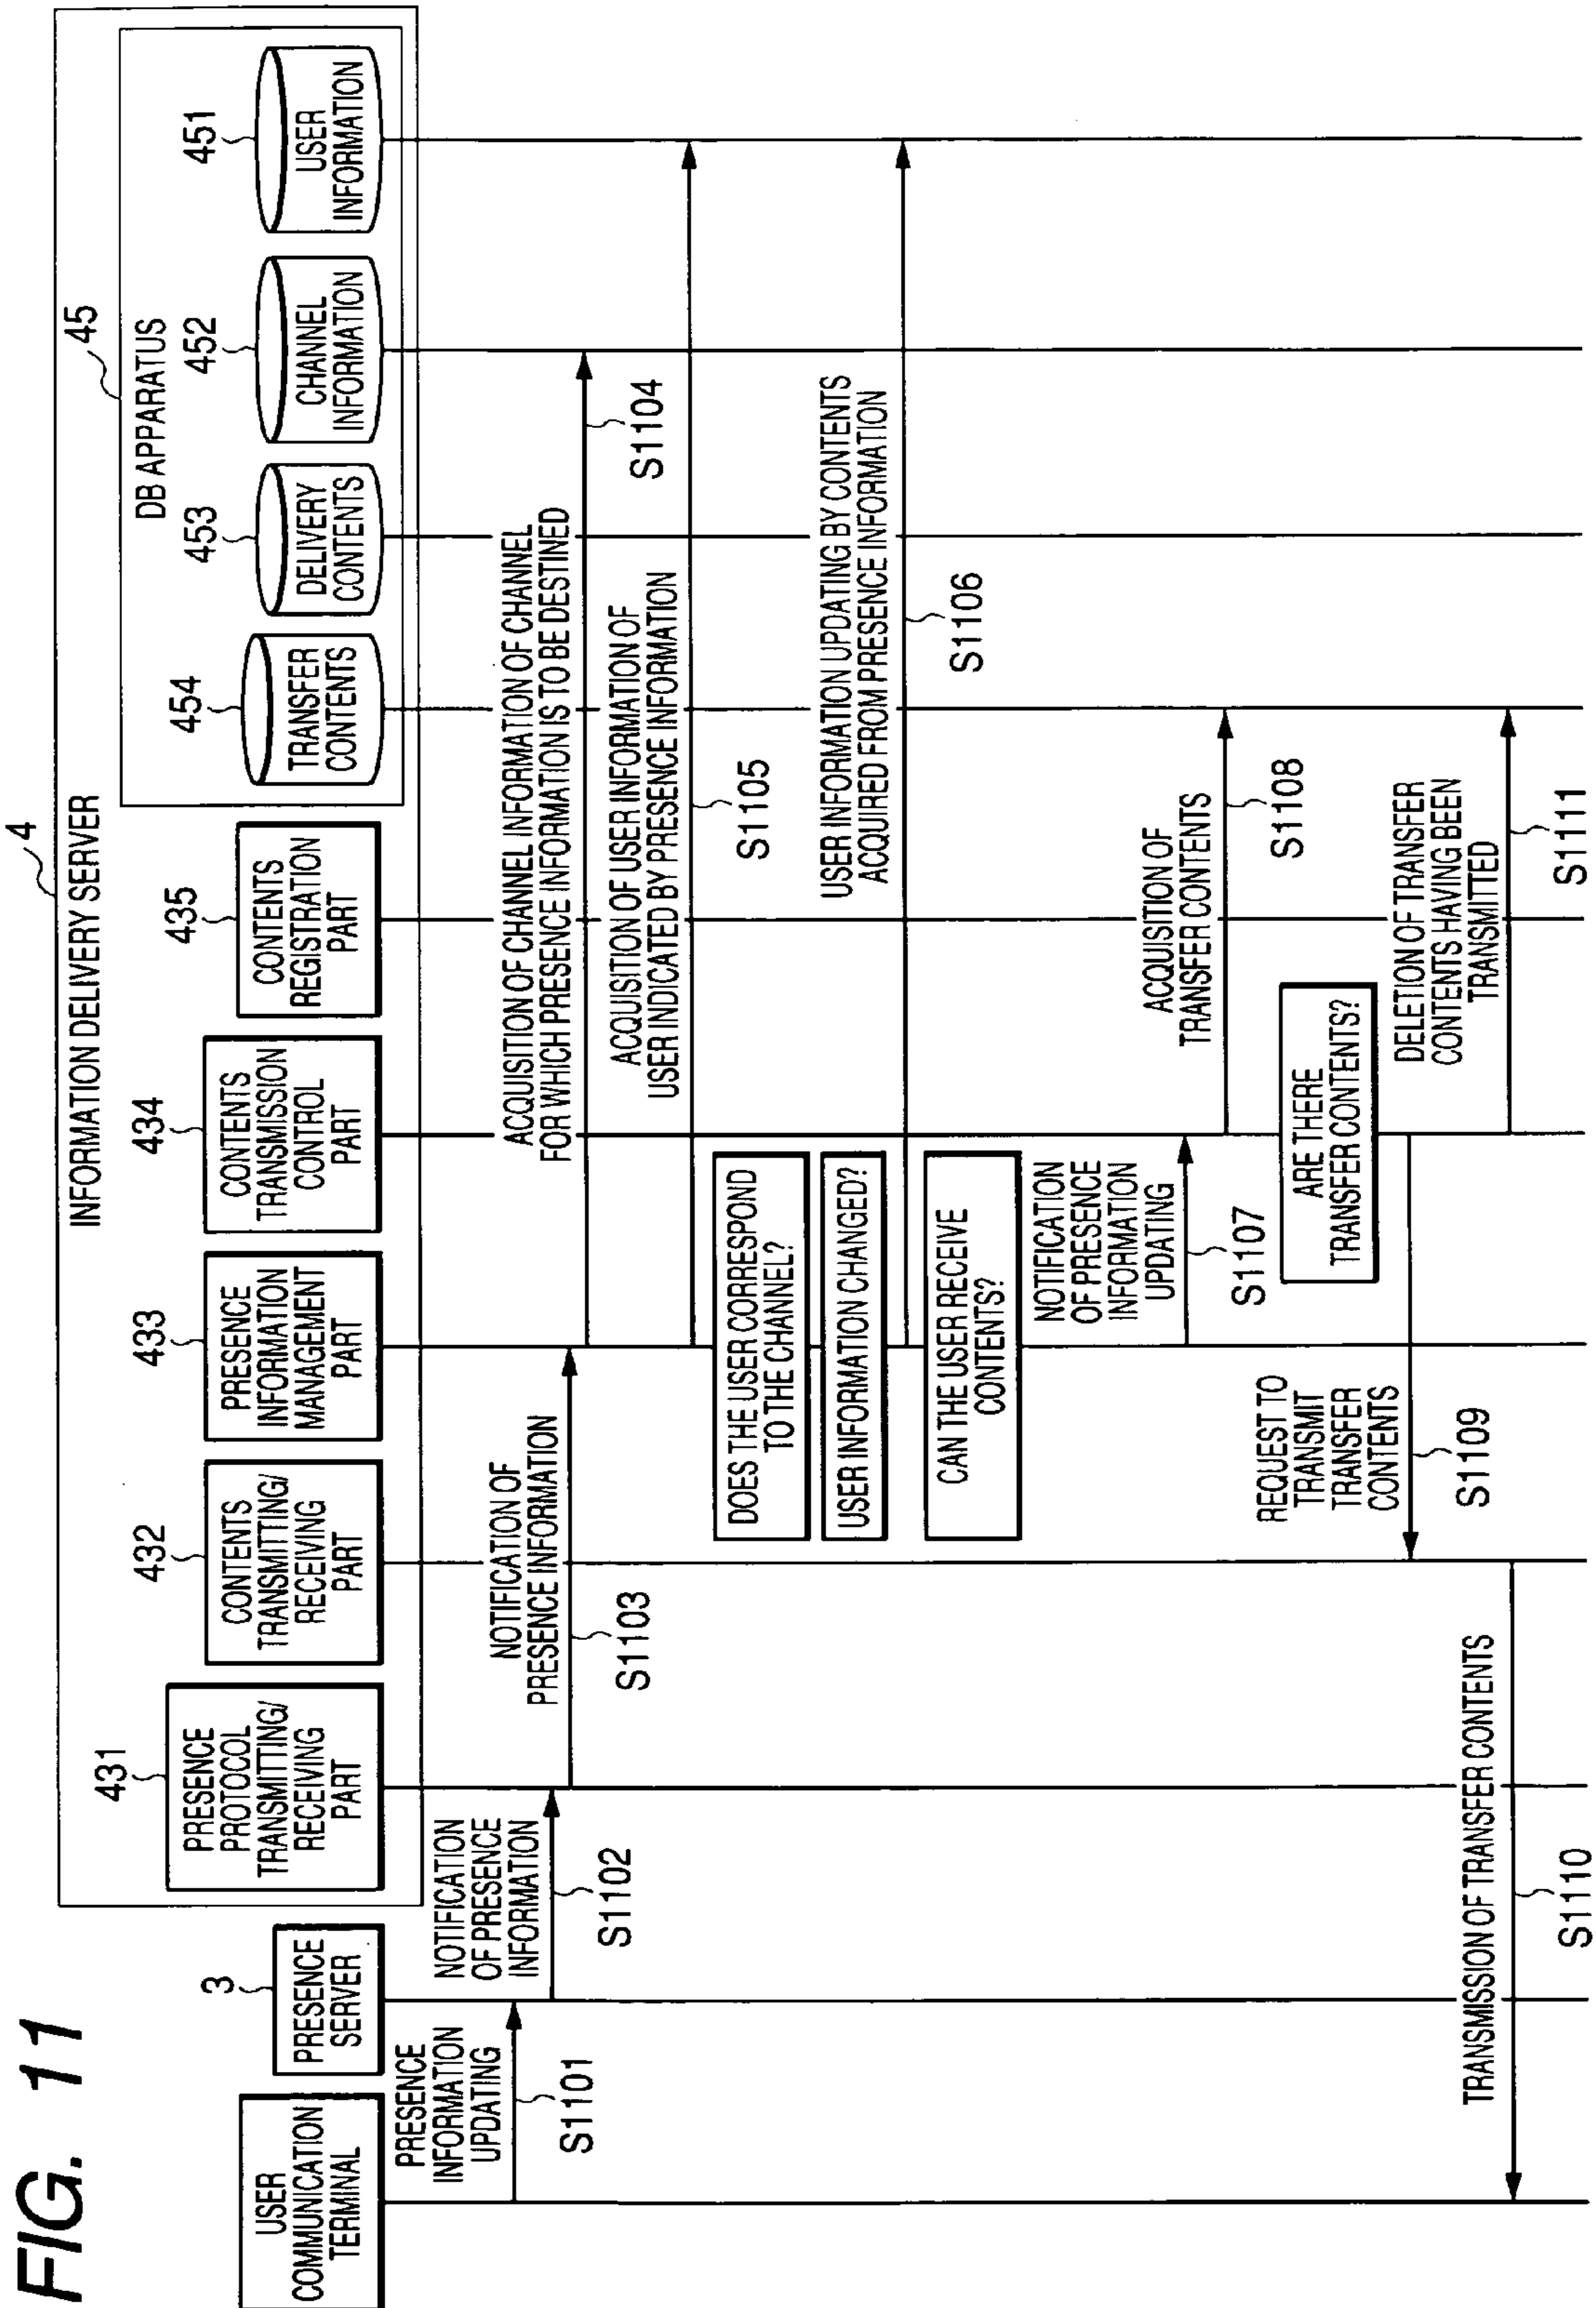 FIG. 11
4
INFORMATION DELIVERY SERVER
45
DB APPARATUS
USER
COMMUNICATION
TERMINAL
3
PRESENCE
SERVER
431
PRESENCE
PROTOCOL
TRANSMITTING/
RECEIVING
PART
432
CONTENTS
TRANSMITTING/
RECEIVING
PART
433
PRESENCE
INFORMATION
MANAGEMENT
PART
434
CONTENTS
TRANSMISSION
CONTROL
PART
435
CONTENTS
REGISTRATION
PART
454
TRANSFER
CONTENTS
453
DELIVERY
CONTENTS
452
CHANNEL
INFORMATION
451
USER
INFORMATION
PRESENCE
INFORMATION
UPDATING
S1101
NOTIFICATION
OF PRESENCE
INFORMATION
S1102
NOTIFICATION OF
PRESENCE INFORMATION
S1103
ACQUISITION OF CHANNEL INFORMATION OF CHANNEL
FOR WHICH PRESENCE INFORMATION IS TO BE DESTINED
S1104
ACQUISITION OF USER INFORMATION OF
USER INDICATED BY PRESENCE INFORMATION
S1105
DOES THE USER CORRESPOND
TO THE CHANNEL?
USER INFORMATION CHANGED?
USER INFORMATION UPDATING BY CONTENTS
ACQUIRED FROM PRESENCE INFORMATION
S1106
CAN THE USER RECEIVE
CONTENTS?
NOTIFICATION
OF PRESENCE
INFORMATION
UPDATING
S1107
ACQUISITION OF
TRANSFER CONTENTS
S1108
ARE THERE
TRANSFER CONTENTS?
REQUEST TO
TRANSMIT
TRANSFER
CONTENTS
S1109
TRANSMISSION OF TRANSFER CONTENTS
S1110
DELETION OF TRANSFER
CONTENTS HAVING BEEN
TRANSMITTED
S1111